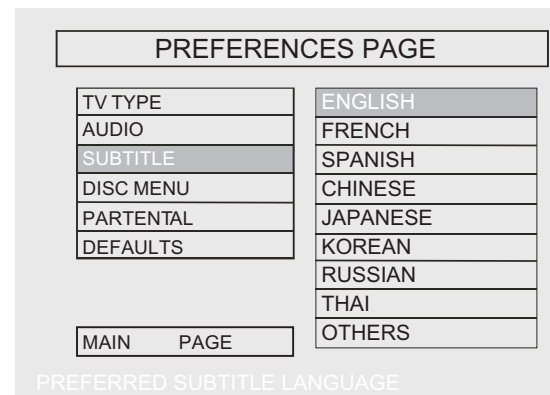 PREFERENCES PAGE
TV TYPE
AUDIO
SUBTITLE
DISC MENU
PARTENTAL
DEFAULTS
MAIN PAGE
ENGLISH
FRENCH
SPANISH
CHINESE
JAPANESE
KOREAN
RUSSIAN
THAI
OTHERS
PREFERRED SUBTITLE LANGUAGE